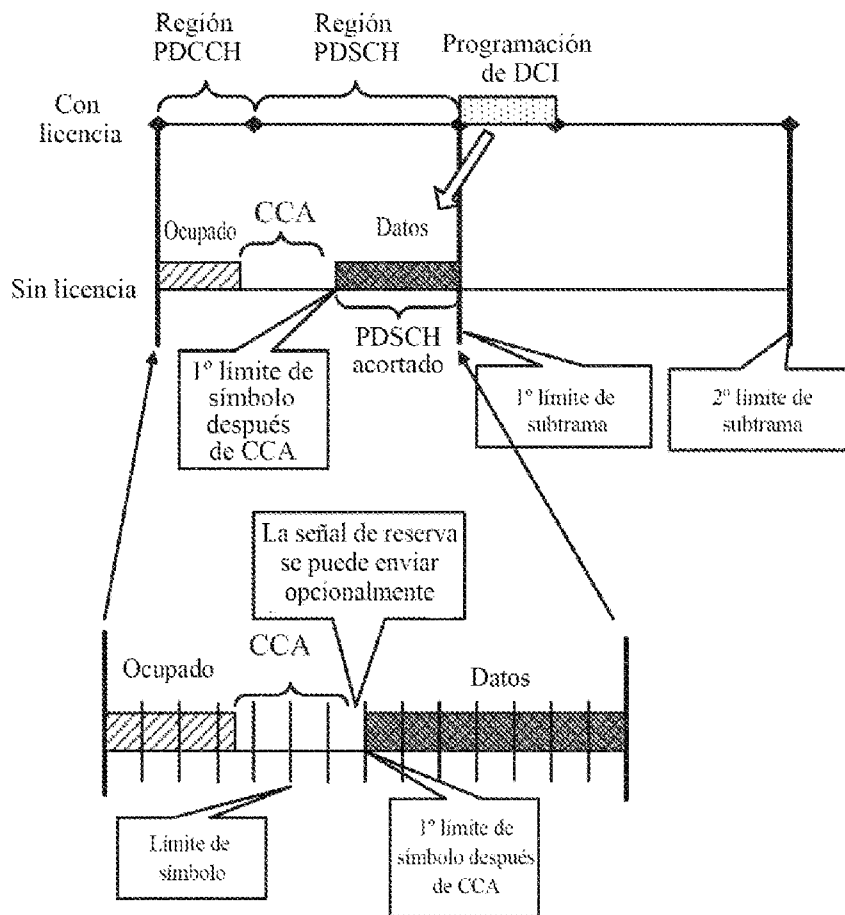 Región
PDCCH
Región
PDSCH
Programación
de DCI
Con
licencia
Ocupado
CCA
Datos
Sin licencia
PDSCH
acortado
1º límite de
símbolo
después
de CCA
1º límite de
subtrama
2º límite de
subtrama
La señal de reserva
se puede enviar
opcionalmente
Ocupado
CCA
Datos
Límite de
símbolo
1º límite de
símbolo después
de CCA